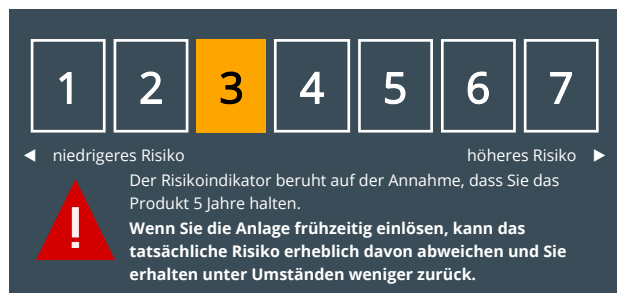 1 2 3 4 5 6 7
◀ niedrigeres Risiko höheres Risiko ▶
Der Risikoindikator beruht auf der Annahme, dass Sie das
Produkt 5 Jahre halten.
Wenn Sie die Anlage frühzeitig einlösen, kann das
tatsächliche Risiko erheblich davon abweichen und Sie
erhalten unter Umständen weniger zurück.
!